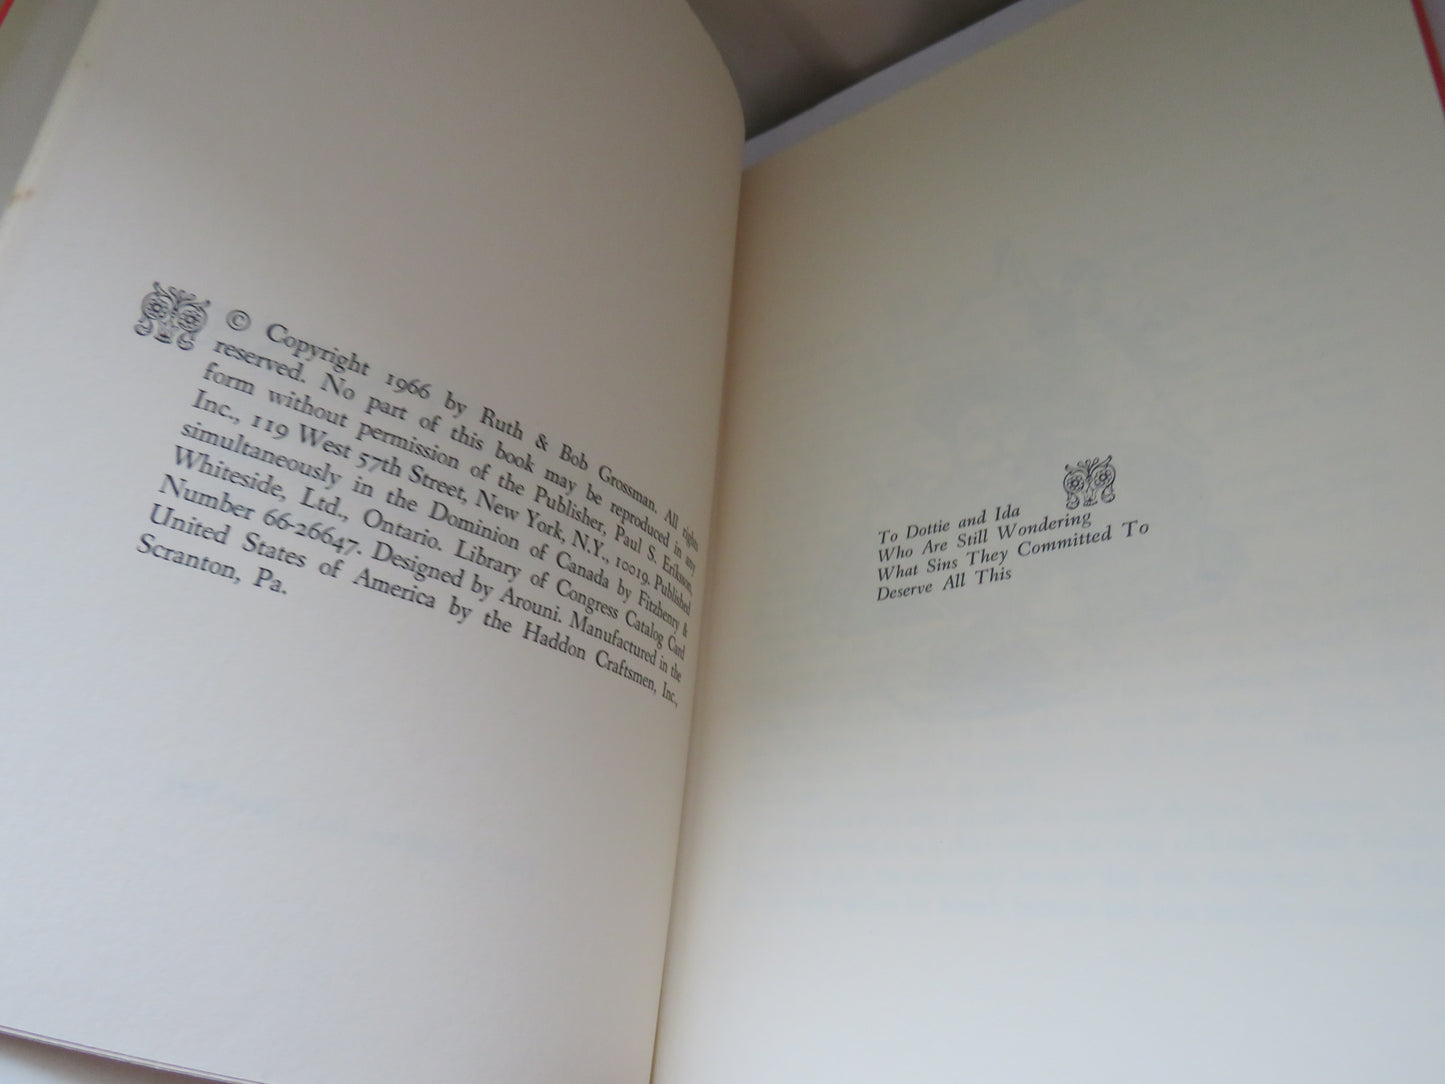 © Copyright 1966 by Ruth & Bob Grossman. All rights
reserved. No part of this book may be reproduced in any
form without permission of the Publisher, Paul S. Eriksson,
Inc., 119 West 57th Street, New York, N.Y., 10019. Published
simultaneously in the Dominion of Canada by Fitzhenry &
Whiteside, Ltd., Ontario. Library of Congress Catalog Card
Number 66-26647. Designed by Arouni. Manufactured in the
United States of America by the Haddon Craftsmen, Inc.,
Scranton, Pa.
To Dottie and Ida
Who Are Still Wondering
What Sins They Committed To
Deserve All This